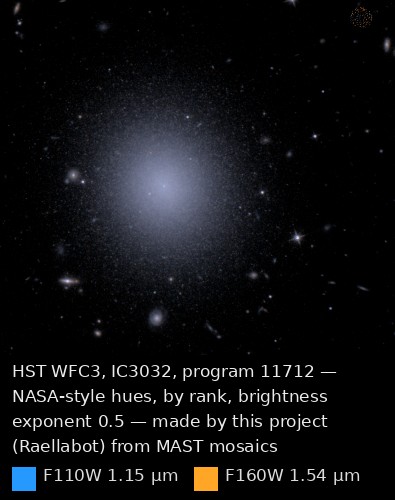 HST WFC3, IC3032, program 11712 —
NASA-style hues, by rank, brightness
exponent 0.5 — made by this project
(Raellabot) from MAST mosaics
F110W 1.15 μm F160W 1.54 μm